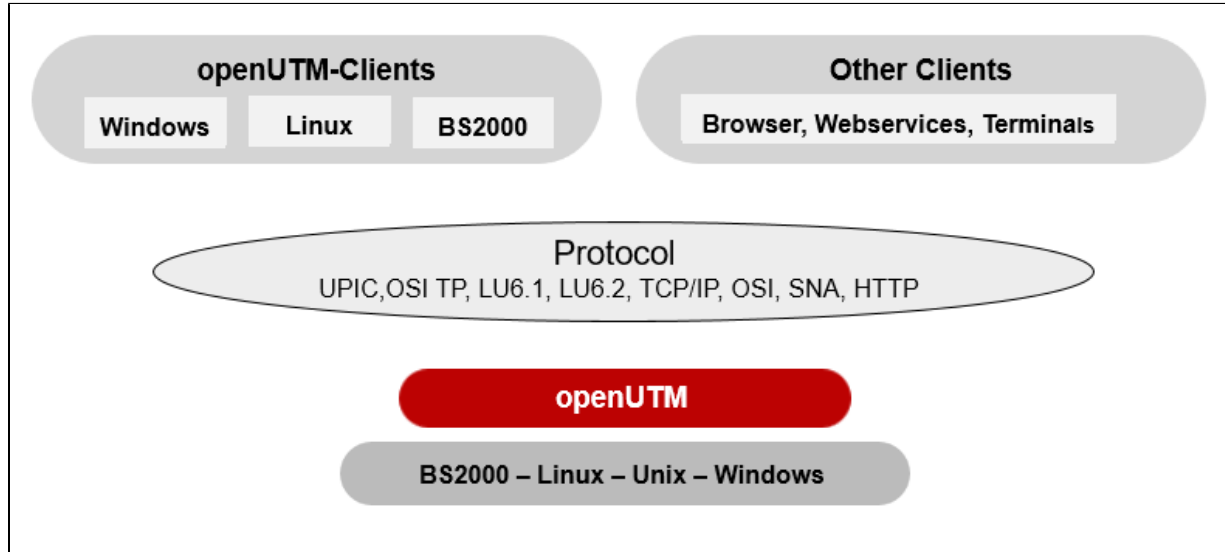 openUTM-Clients
Windows
Linux
BS2000
Other Clients
Browser, Webservices, Terminals
Protocol
UPIC,OSI TP, LU6.1, LU6.2, TCP/IP, OSI, SNA, HTTP
openUTM
BS2000 – Linux – Unix – Windows